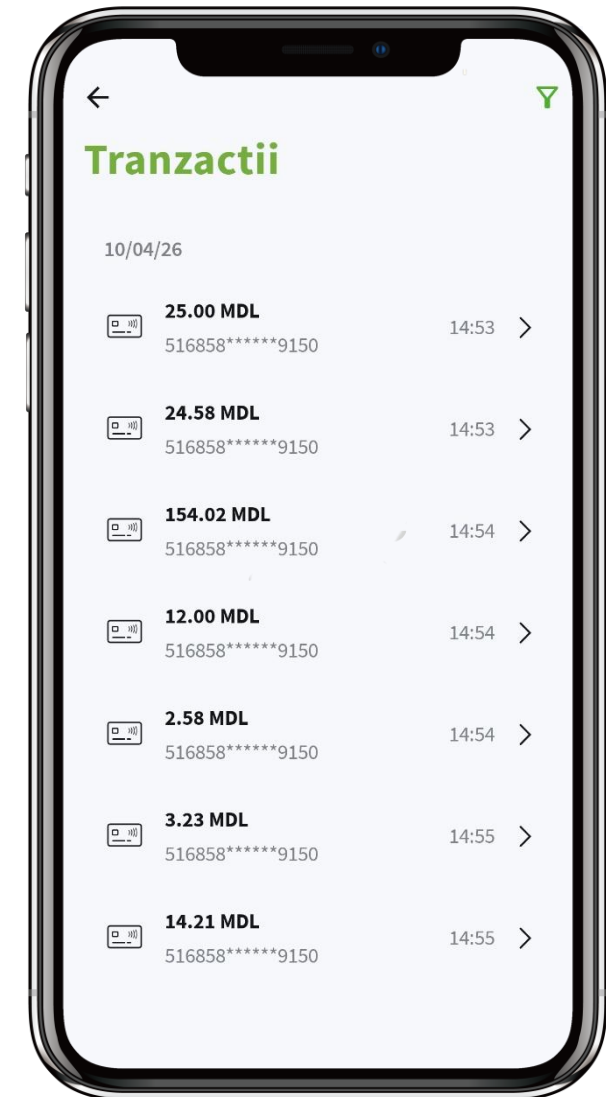 Tranzactii
10/04/26
25.00 MDL
516858******9150
14:53
24.58 MDL
516858******9150
14:53
154.02 MDL
516858******9150
14:54
12.00 MDL
516858******9150
14:54
2.58 MDL
516858******9150
14:54
3.23 MDL
516858******9150
14:55
14.21 MDL
516858******9150
14:55